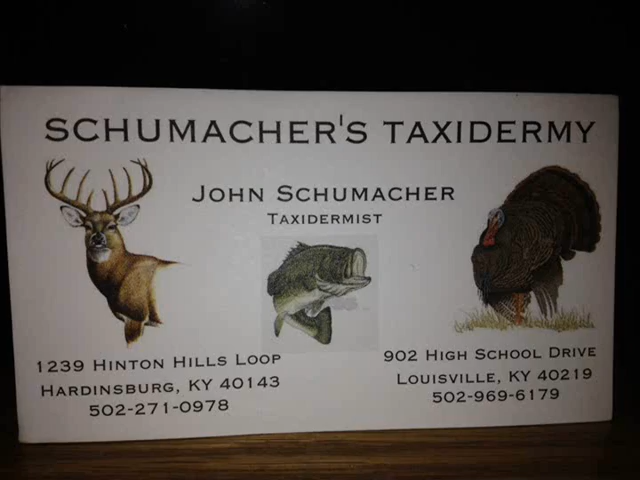 SCHUMACHER'S TAXIDERMY
JOHN SCHUMACHER
TAXIDERMIST
1239 HINTON HILLS LOOP
HARDINSBURG, KY 40143
502-271-0978
902 HIGH SCHOOL DRIVE
LOUISVILLE, KY 40219
502-969-6179